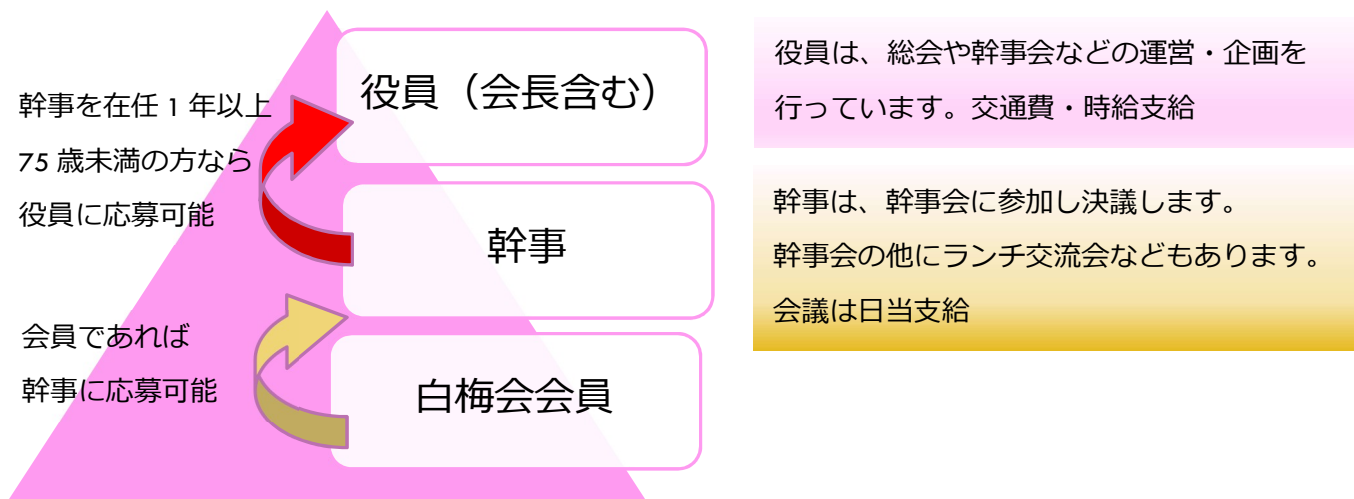 役員（会長含む）
幹事を在任 1 年以上
75 歳未満の方なら
役員に応募可能
幹事
会員であれば
幹事に応募可能
白梅会会員
役員は、総会や幹事会などの運営・企画を
行っています。交通費・時給支給
幹事は、幹事会に参加し決議します。
幹事会の他にランチ交流会などもあります。
会議は日当支給